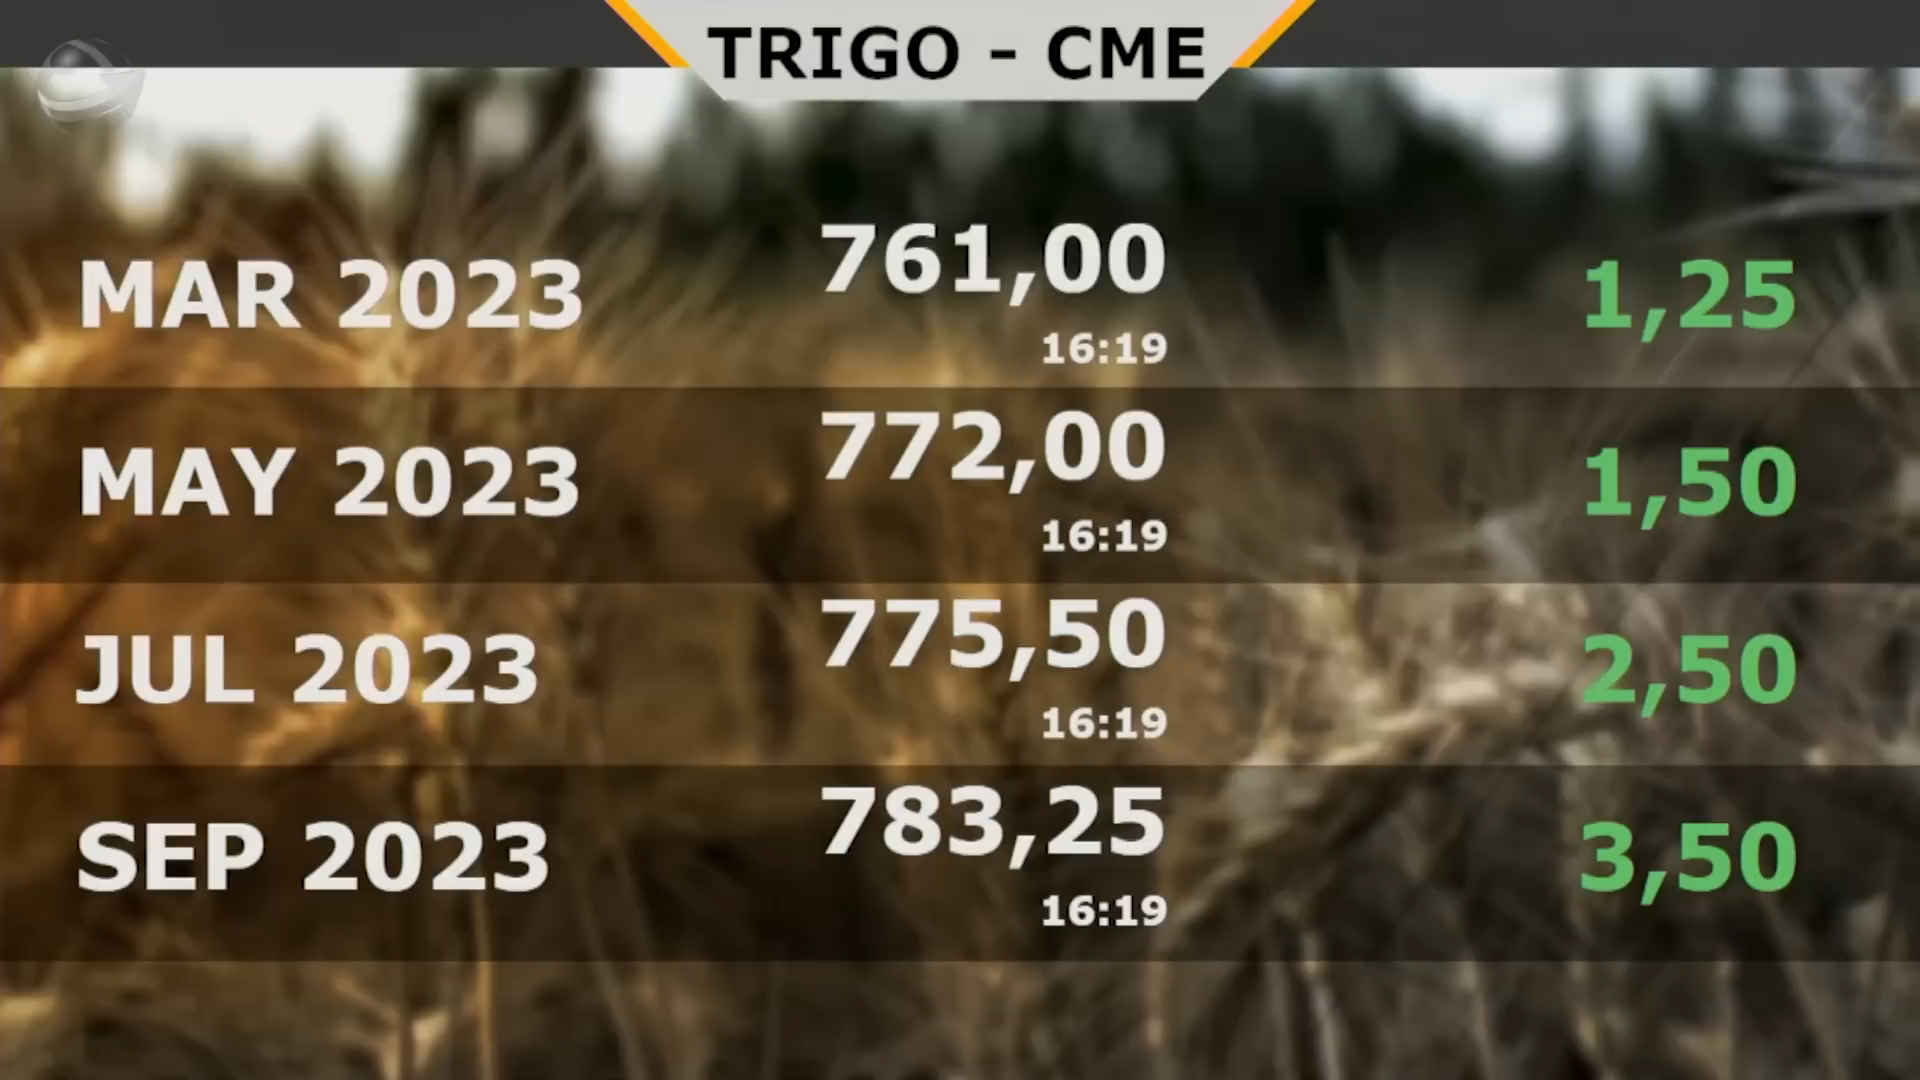 TRIGO - CME
MAR 2023 761,00 1,25
16:19
MAY 2023 772,00 1,50
16:19
JUL 2023 775,50 2,50
16:19
SEP 2023 783,25 3,50
16:19